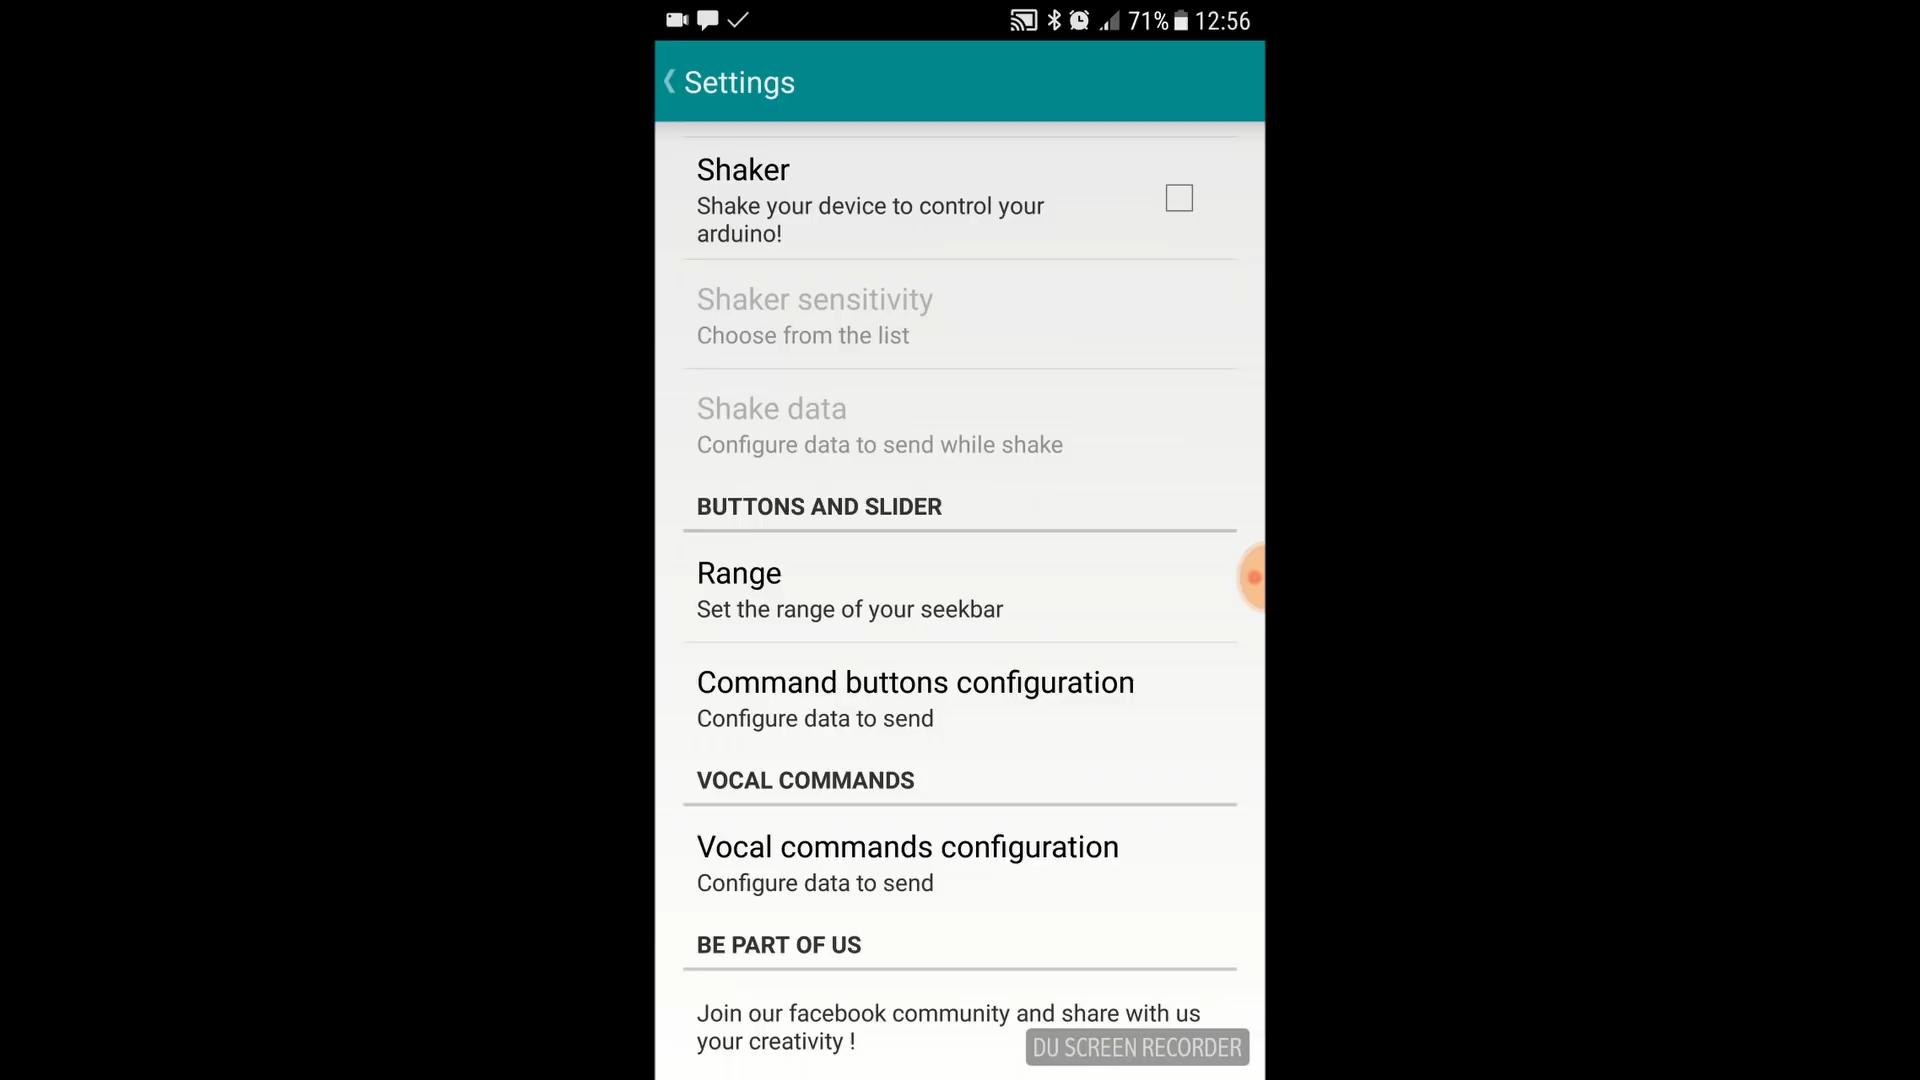 71% 12:56
Settings
Shaker
Shake your device to control your
arduino!
Shaker sensitivity
Choose from the list
Shake data
Configure data to send while shake
BUTTONS AND SLIDER
Range
Set the range of your seekbar
Command buttons configuration
Configure data to send
VOCAL COMMANDS
Vocal commands configuration
Configure data to send
BE PART OF US
Join our facebook community and share with us
your creativity !
DU SCREEN RECORDER